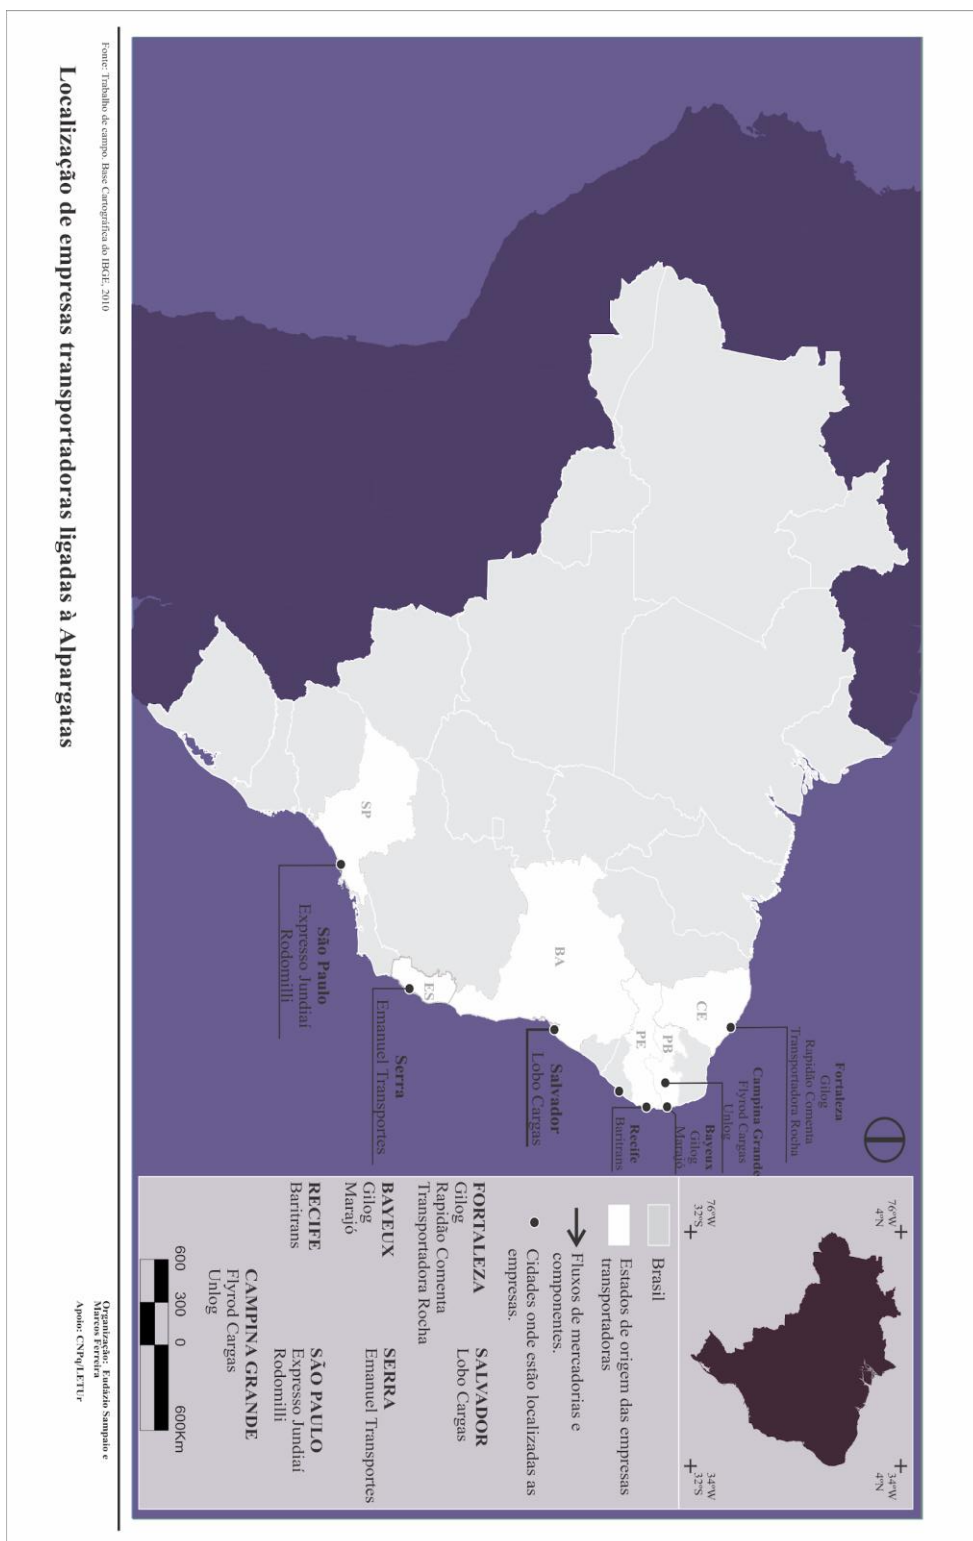 Localização de empresas transportadoras ligadas à Alpargatas
Fonte: Trabalho de campo. Base Cartográfica do IBGE, 2010
Fortaleza
Gilog
Rapidão Comenta
Transportadora Rocha
Campina Grande
Flyrod Cargas
Unlog
Bayeux
Gilog
Marajó
Recife
Baritrans
Salvador
Lobo Cargas
Serra
Emanuel Transportes
São Paulo
Expresso Jundiaí
Rodomilli
CE
PB
PE
BA
ES
SP
76°W
4°N
34°W
4°N
76°W
32°S
34°W
32°S
Brasil
Estados de origem das empresas
transportadoras
Fluxos de mercadorias e
componentes.
Cidades onde estão localizadas as
empresas.
FORTALEZA
Gilog
Rapidão Comenta
Transportadora Rocha
BAYEUX
Gilog
Marajó
RECIFE
Baritrans
SALVADOR
Lobo Cargas
SERRA
Emanuel Transportes
SÃO PAULO
Expresso Jundiaí
Rodomilli
CAMPINA GRANDE
Flyrod Cargas
Unlog
600 300 0 600Km
Organização: Eudázio Sampaio e
Marcos Ferreira
Apoio: CNPq/LETUr